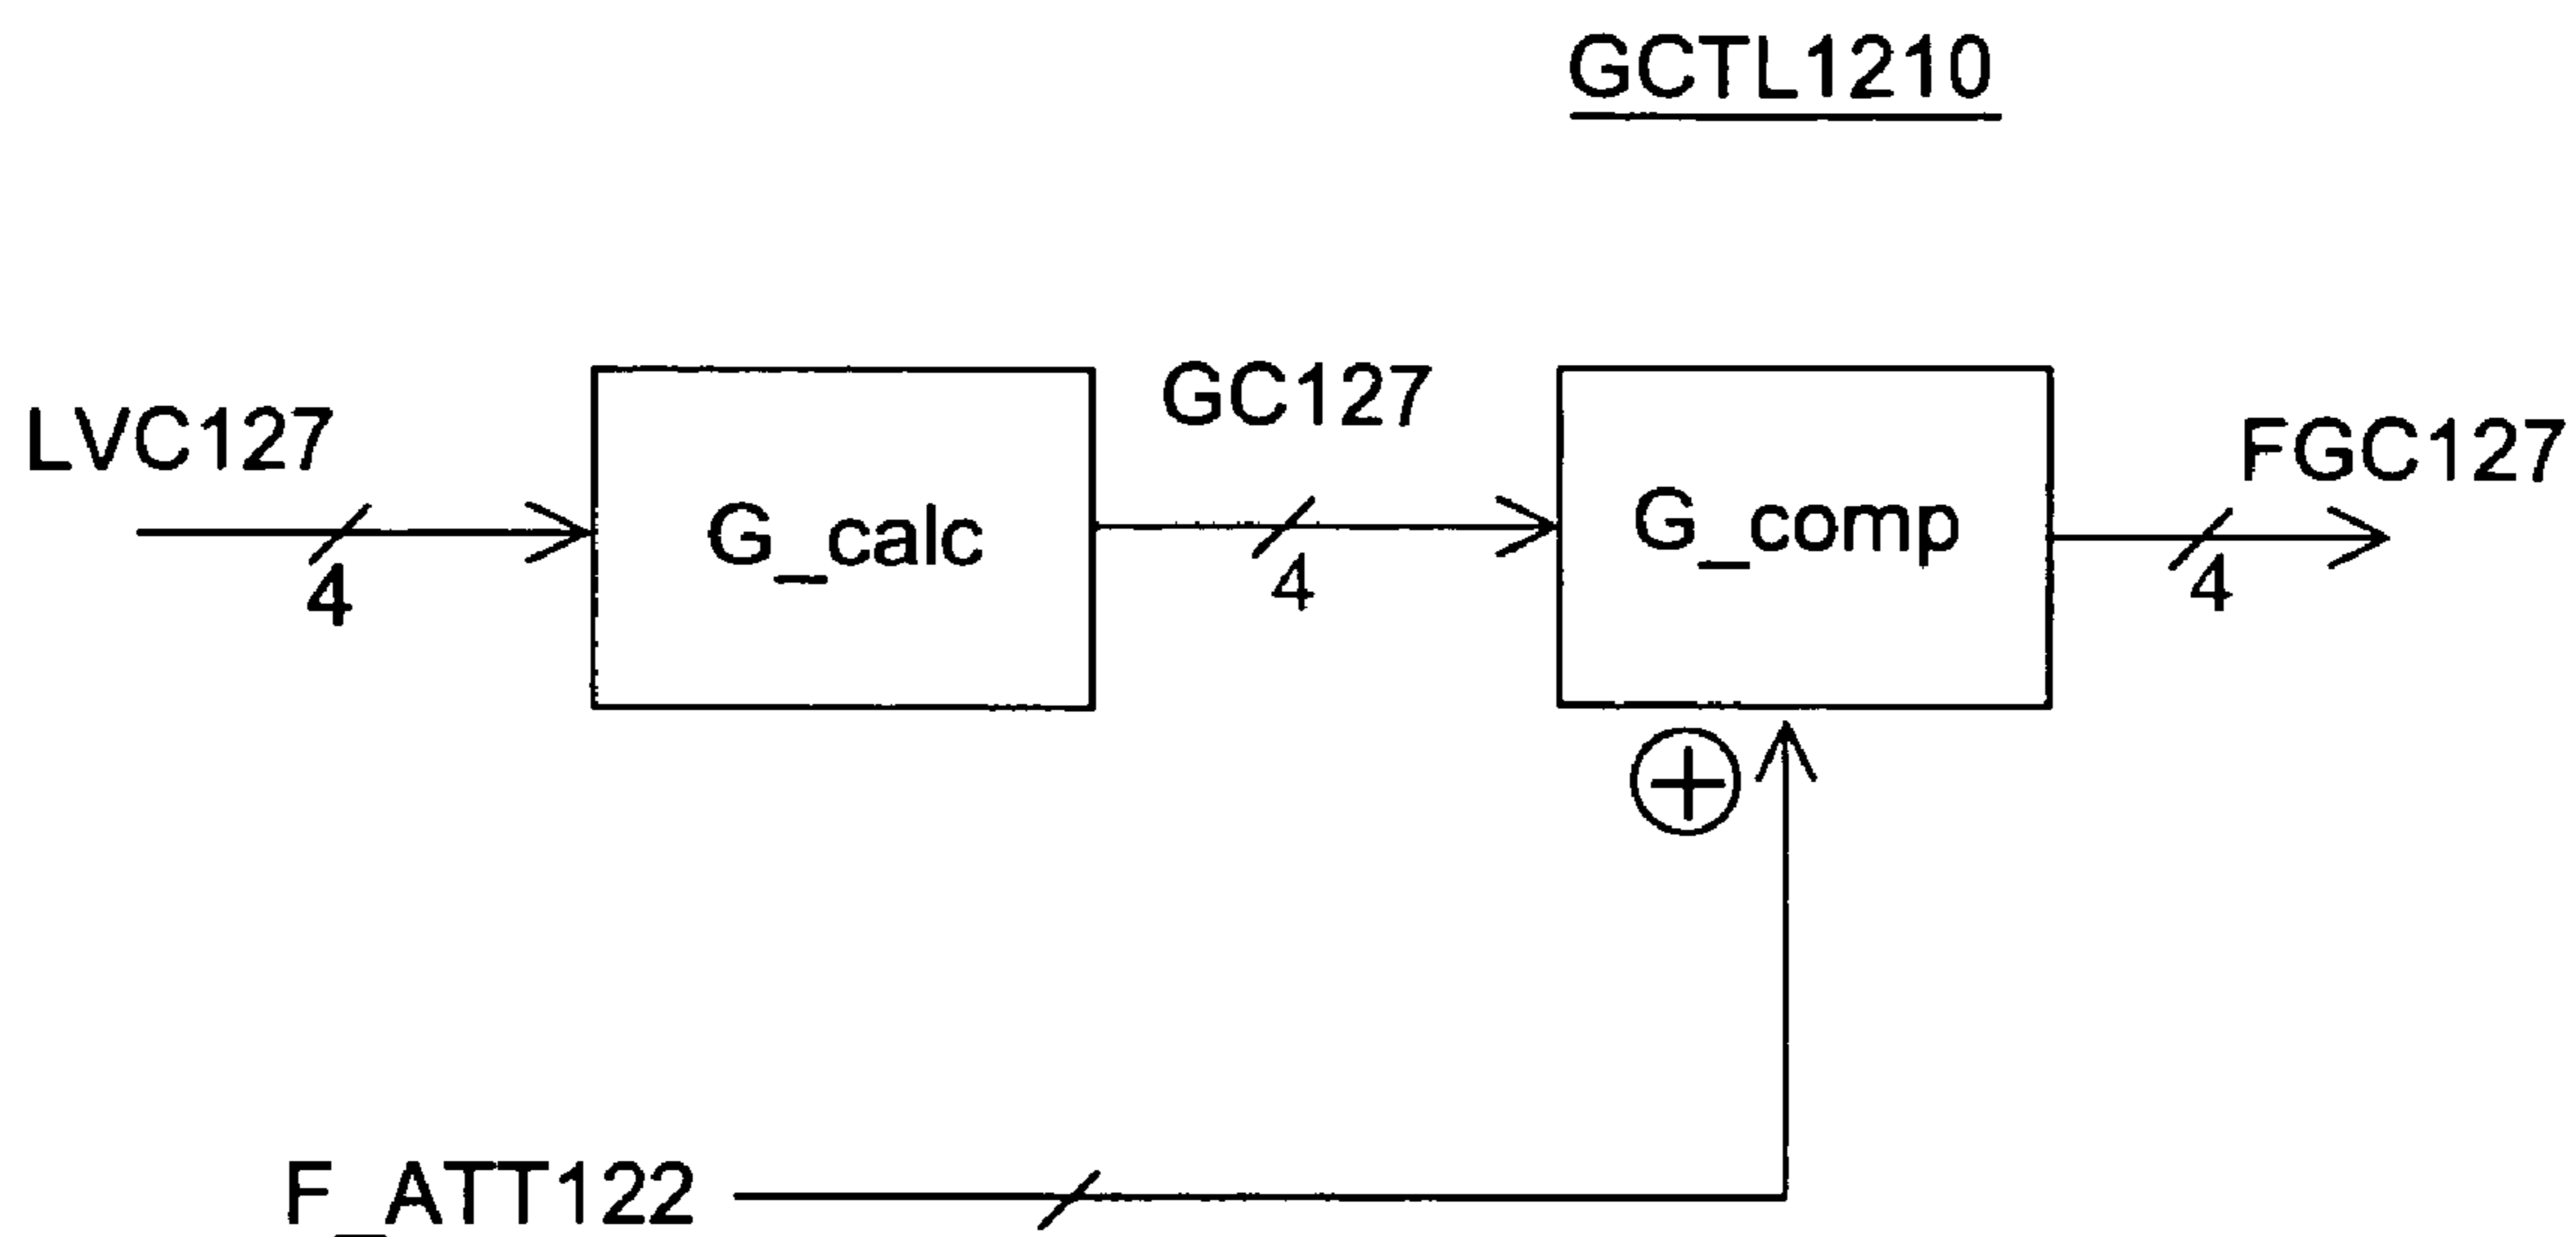 GCTL1210
LVC127
4
G_calc
GC127
4
G_comp
FGC127
4
+
F_ATT122